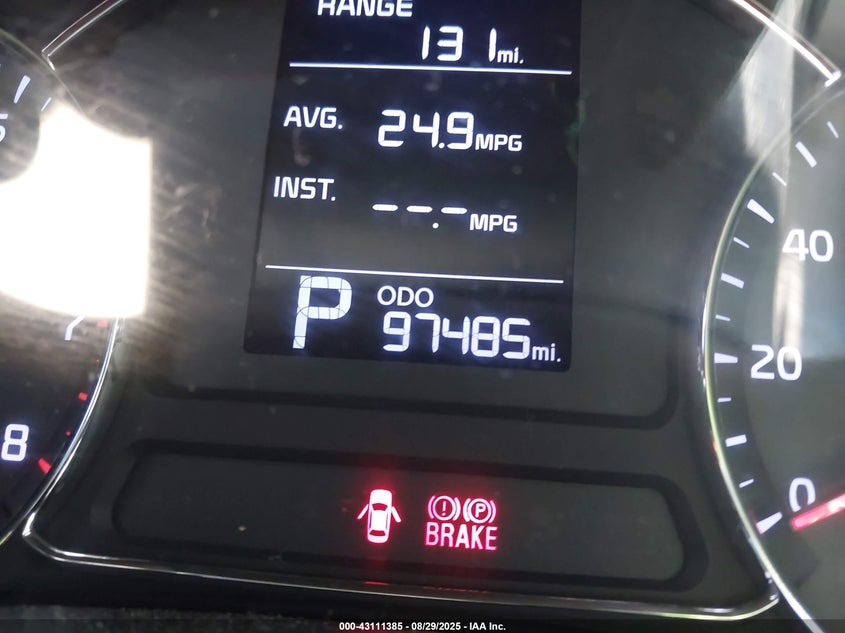 RANGE
131mi.
AVG. 24.9MPG
INST. --.-MPG
P ODO
97485mi.
40
20
0
7
8
(!) (P)
BRAKE
000-43111385 - 08/29/2025 - IAA Inc.